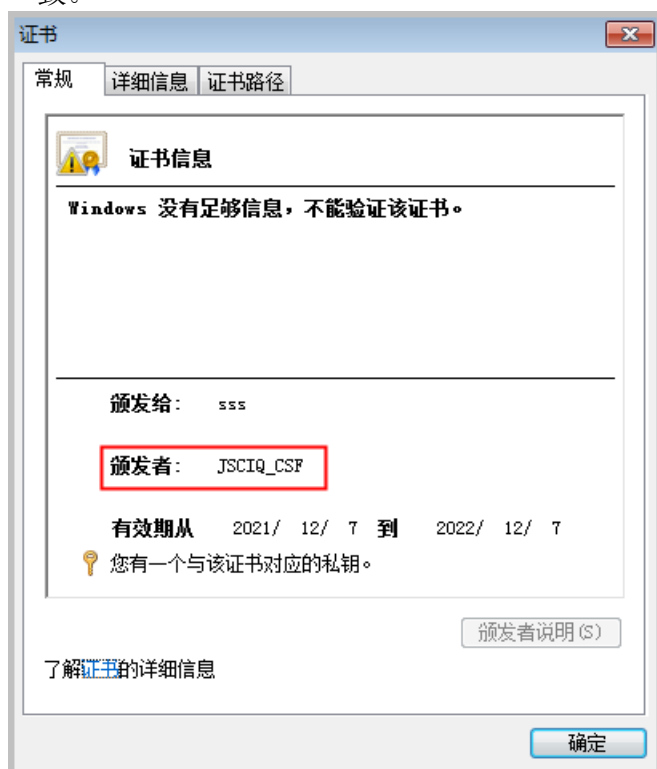 致。
证书
常规 详细信息 证书路径
证书信息
Windows 没有足够信息，不能验证该证书。
颁发给： sss
颁发者： JSCIQ_CSF
有效期从 2021/ 12/ 7 到 2022/ 12/ 7
您有一个与该证书对应的私钥。
颁发者说明(S)
了解证书的详细信息
确定